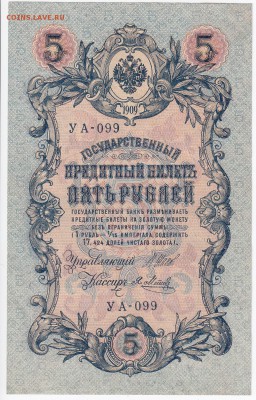 COINS.LAVE.RU
5 5
1909
УА-099
ГОСУДАРСТВЕННЫЙ
КРЕДИТНЫЙ БИЛЕТЪ
ПЯТЬ РУБЛЕЙ
ГОСУДАРСТВЕННЫЙ БАНКЪ РАЗМѢНИВАЕТЪ
КРЕДИТНЫЕ БИЛЕТЫ НА ЗОЛОТУЮ МОНЕТУ
БЕЗЪ ОГРАНИЧЕНІЯ СУММЫ
(1 РУБЛЬ = 1/15 ИМПЕРІАЛА, СОДЕРЖИТЪ
17,424 ДОЛЕЙ ЧИСТАГО ЗОЛОТА).
Управляющій
Кассиръ
УА-099
5